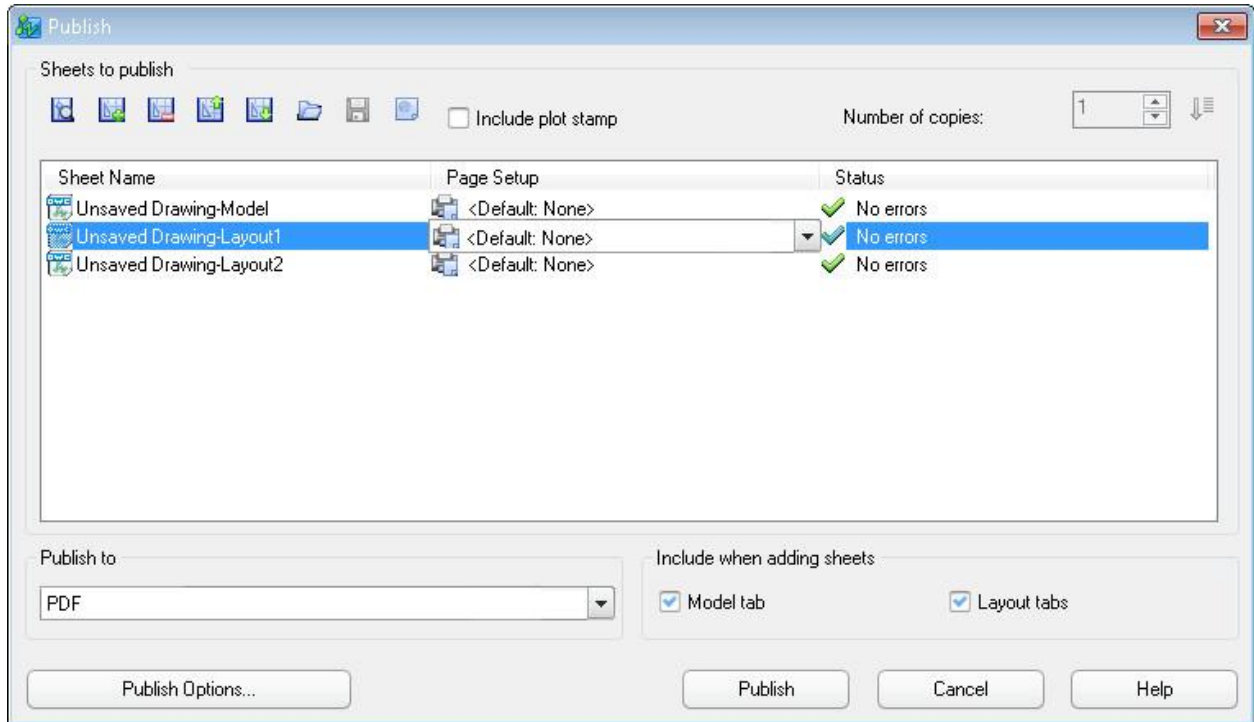 Publish
Sheets to publish
Include plot stamp
Number of copies: 1
Sheet Name Page Setup Status
Unsaved Drawing-Model <Default: None> No errors
Unsaved Drawing-Layout1 <Default: None> No errors
Unsaved Drawing-Layout2 <Default: None> No errors
Publish to Include when adding sheets
PDF Model tab Layout tabs
Publish Options... Publish Cancel Help